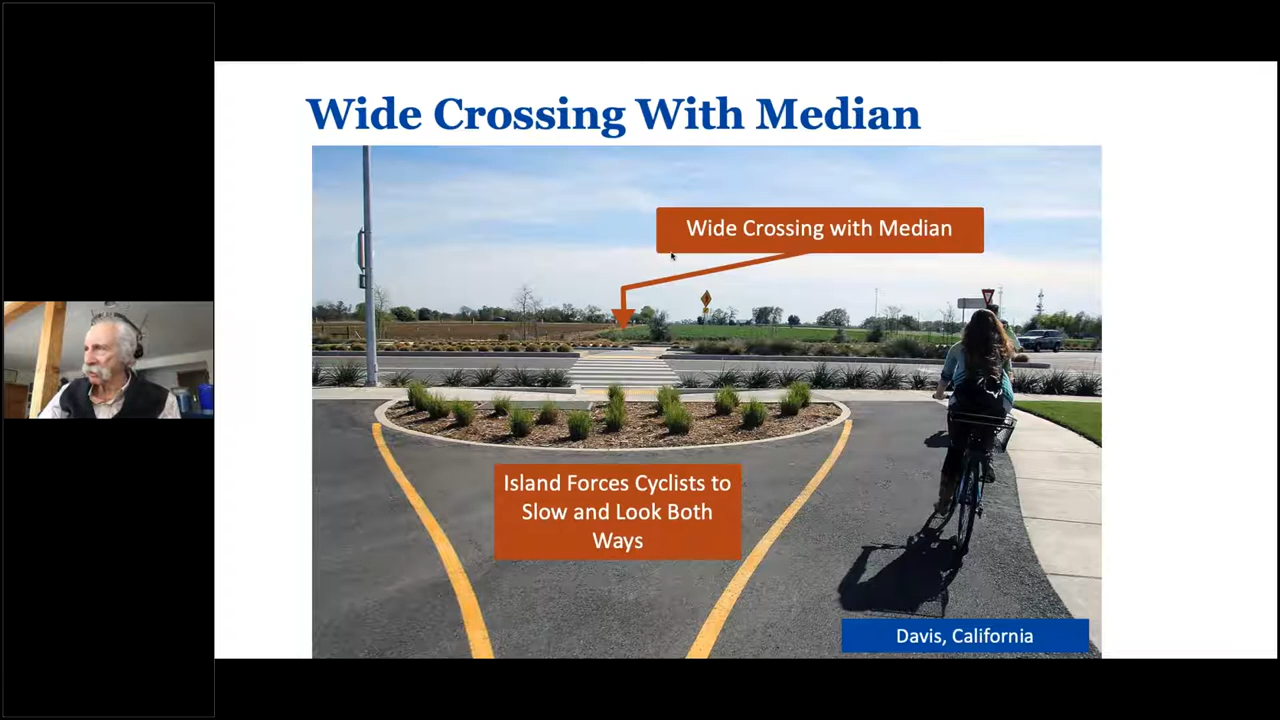 Wide Crossing With Median
Wide Crossing with Median
Island Forces Cyclists to
Slow and Look Both
Ways
Davis, California